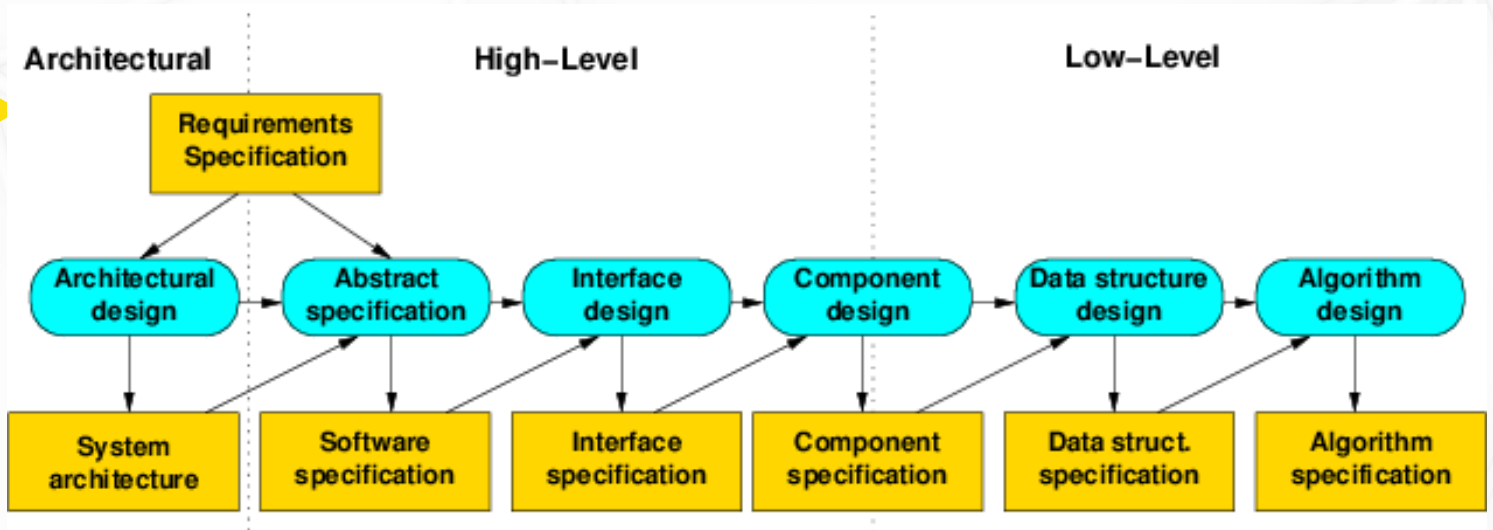 Architectural
High–Level
Low–Level
Requirements
Specification
Architectural
design
Abstract
specification
Interface
design
Component
design
Data structure
design
Algorithm
design
System
architecture
Software
specification
Interface
specification
Component
specification
Data struct.
specification
Algorithm
specification